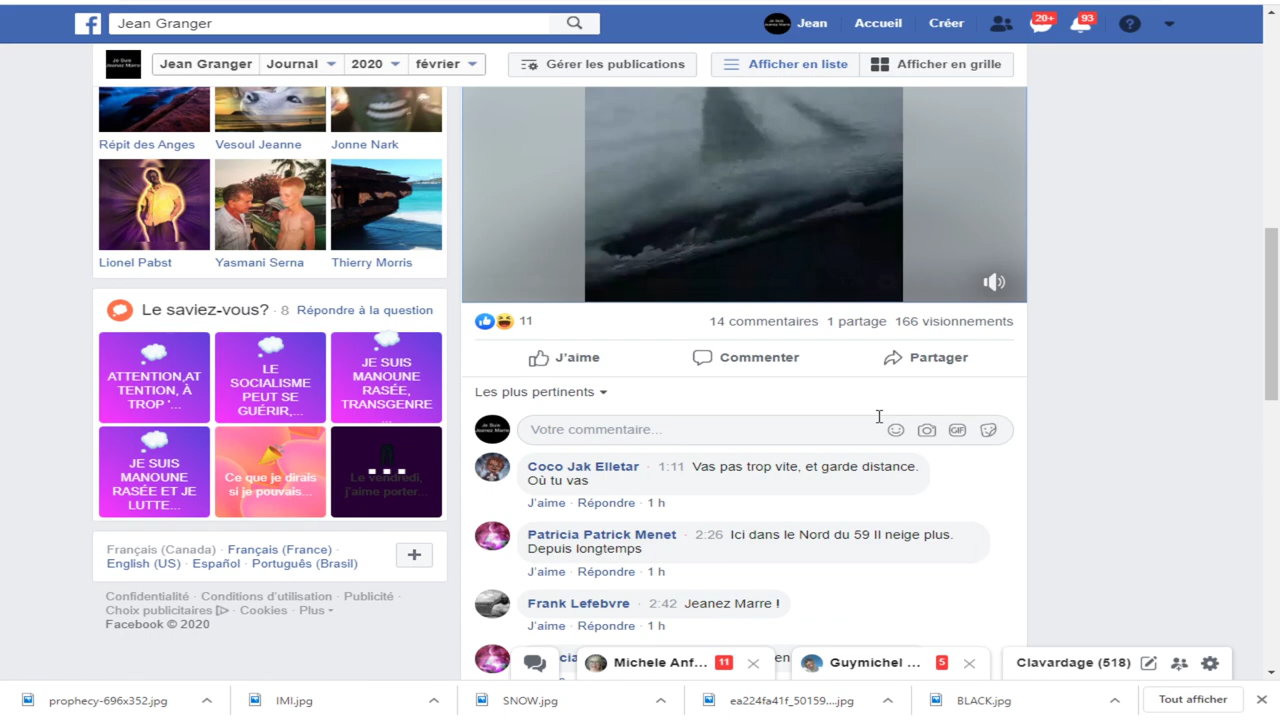 Jean Granger
Jean
Accueil
Créer
20+
93
Jean Granger
Journal
2020
février
Gérer les publications
Afficher en liste
Afficher en grille
Répit des Anges
Vesoul Jeanne
Jonne Nark
Lionel Pabst
Yasmani Serna
Thierry Morris
Le saviez-vous? · 8 Répondre à la question
ATTENTION,AT
TENTION, À
TROP '...
LE
SOCIALISME
PEUT SE
GUÉRIR,...
JE SUIS
MANOUNE
RASÉE,
TRANSGENRE
...
JE SUIS
MANOUNE
RASÉE ET JE
LUTTE...
Ce que je dirais
si je pouvais...
Le vendredi,
j'aime porter...
Français (Canada) · Français (France) ·
English (US) · Español · Português (Brasil)
Confidentialité · Conditions d'utilisation · Publicité ·
Choix publicitaires · Cookies · Plus
Facebook © 2020
11
14 commentaires 1 partage 166 visionnements
J'aime
Commenter
Partager
Les plus pertinents
Votre commentaire...
GIF
Coco Jak Elletar · 1:11 Vas pas trop vite, et garde distance.
Où tu vas
J'aime · Répondre · 1 h
Patricia Patrick Menet · 2:26 Ici dans le Nord du 59 Il neige plus.
Depuis longtemps
J'aime · Répondre · 1 h
Frank Lefebvre · 2:42 Jeanez Marre !
J'aime · Répondre · 1 h
Michele Anf... 11
Guymichel ... 5
Clavardage (518)
prophecy-696x352.jpg
IMI.jpg
SNOW.jpg
ea224fa41f_50159....jpg
BLACK.jpg
Tout afficher